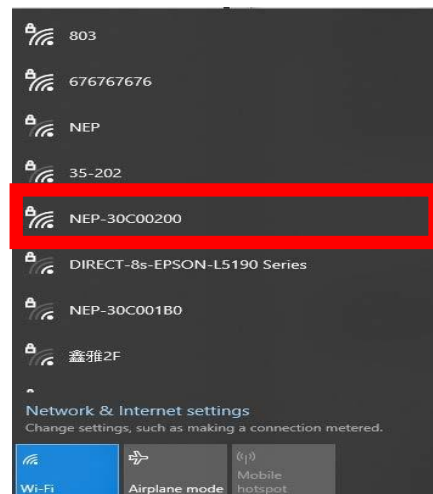 803
676767676
NEP
35-202
NEP-30C00200
DIRECT-8s-EPSON-L5190 Series
NEP-30C001B0
鑫雅2F
Network & Internet settings
Change settings, such as making a connection metered.
Wi-Fi
Airplane mode
Mobile
hotspot